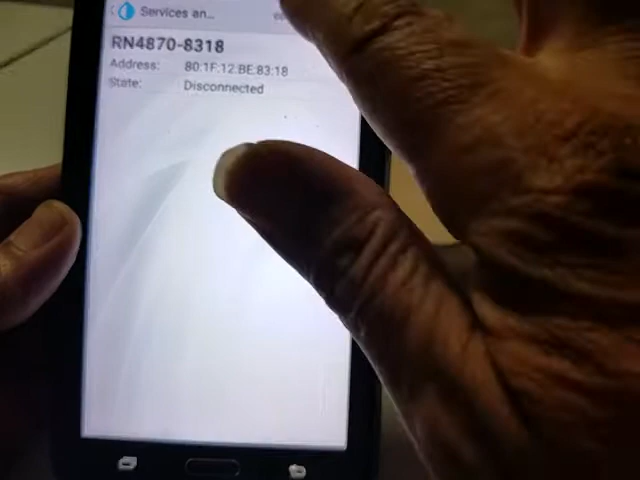 Services an...
RN4870-8318
Address: 80:1F:12:BE:83:18
State: Disconnected